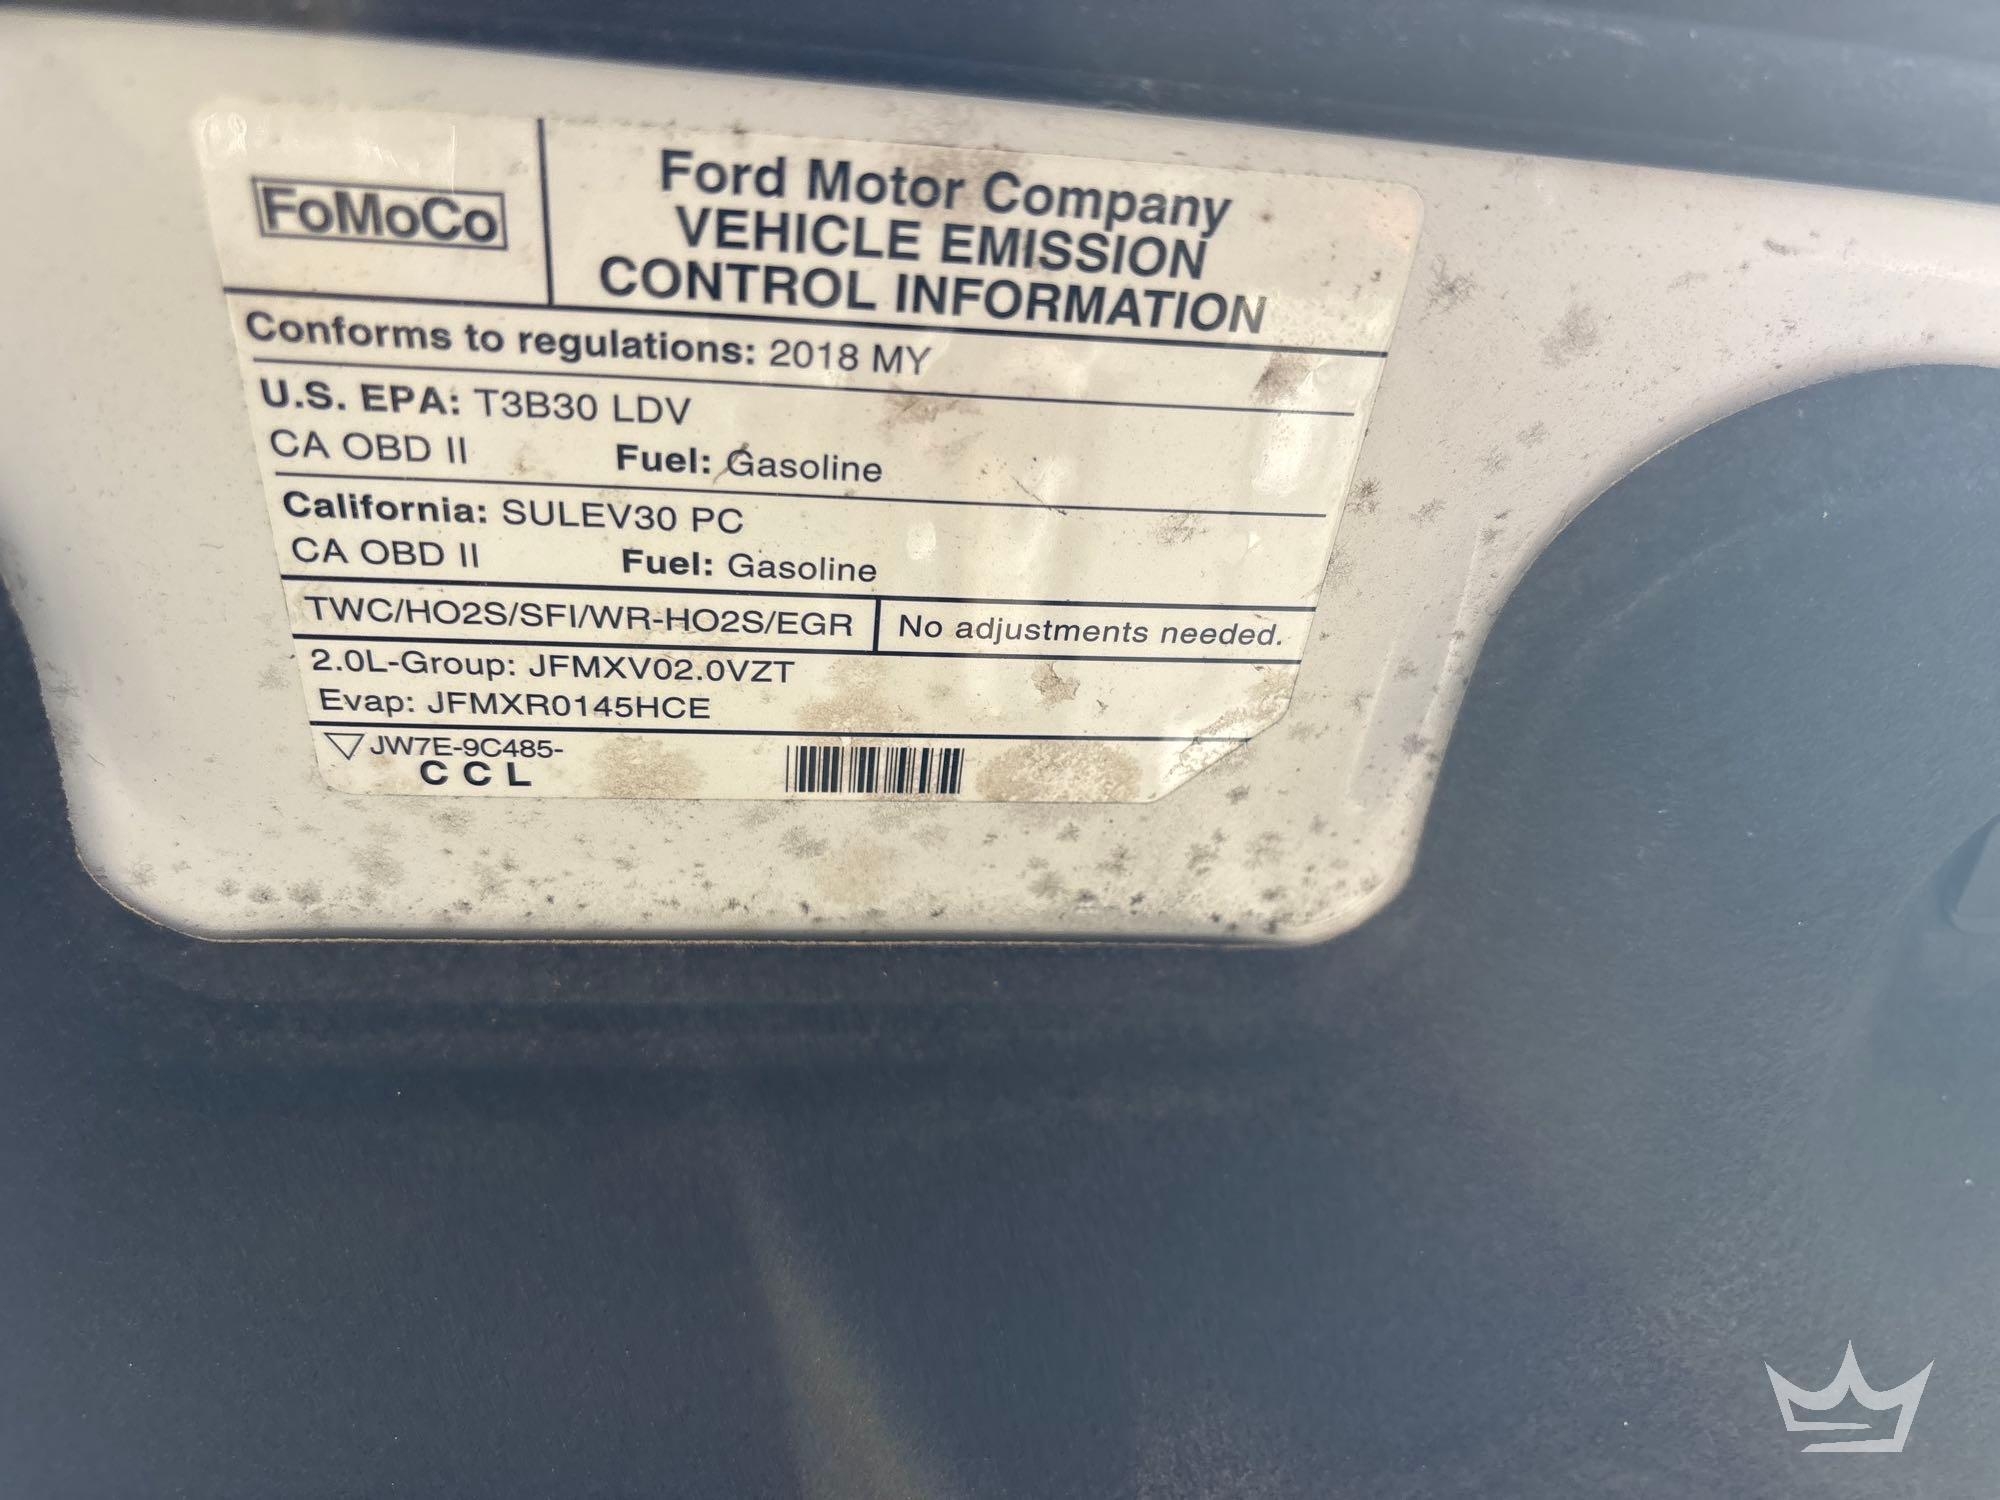 FoMoCo
Ford Motor Company
VEHICLE EMISSION
CONTROL INFORMATION
Conforms to regulations: 2018 MY
U.S. EPA: T3B30 LDV
CA OBD II Fuel: Gasoline
California: SULEV30 PC
CA OBD II Fuel: Gasoline
TWC/HO2S/SFI/WR-HO2S/EGR No adjustments needed.
2.0L-Group: JFMXV02.0VZT
Evap: JFMXR0145HCE
JW7E-9C485-
C C L